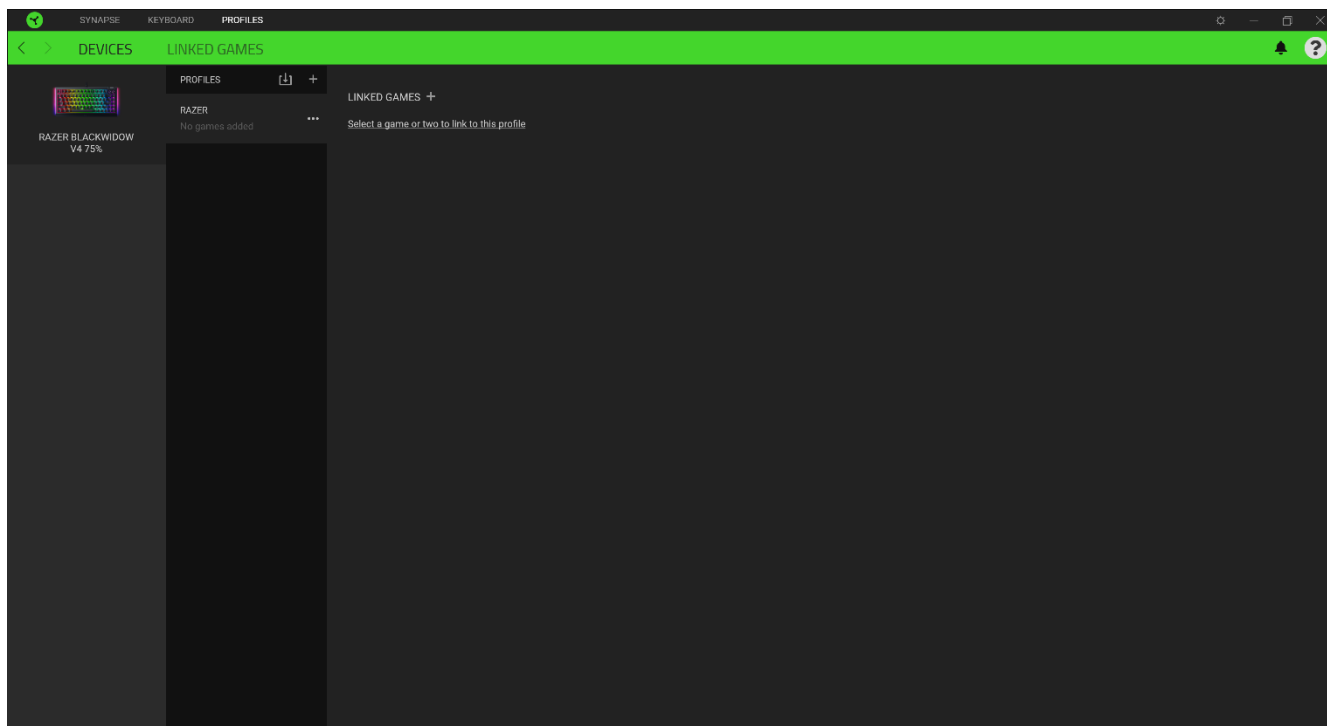 SYNAPSE KEYBOARD PROFILES
DEVICES LINKED GAMES
?
RAZER BLACKWIDOW
V4 75%
PROFILES
RAZER
No games added
LINKED GAMES +
Select a game or two to link to this profile